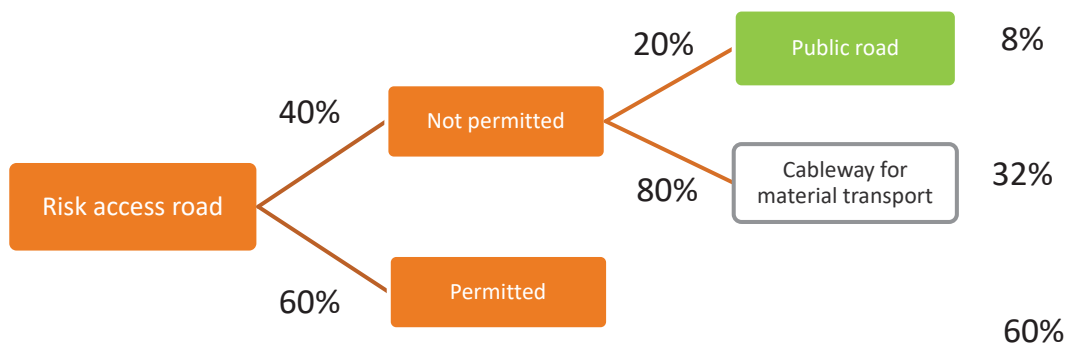 20%
Public road
8%
40%
Not permitted
Risk access road
80%
Cableway for
material transport
32%
60%
Permitted
60%